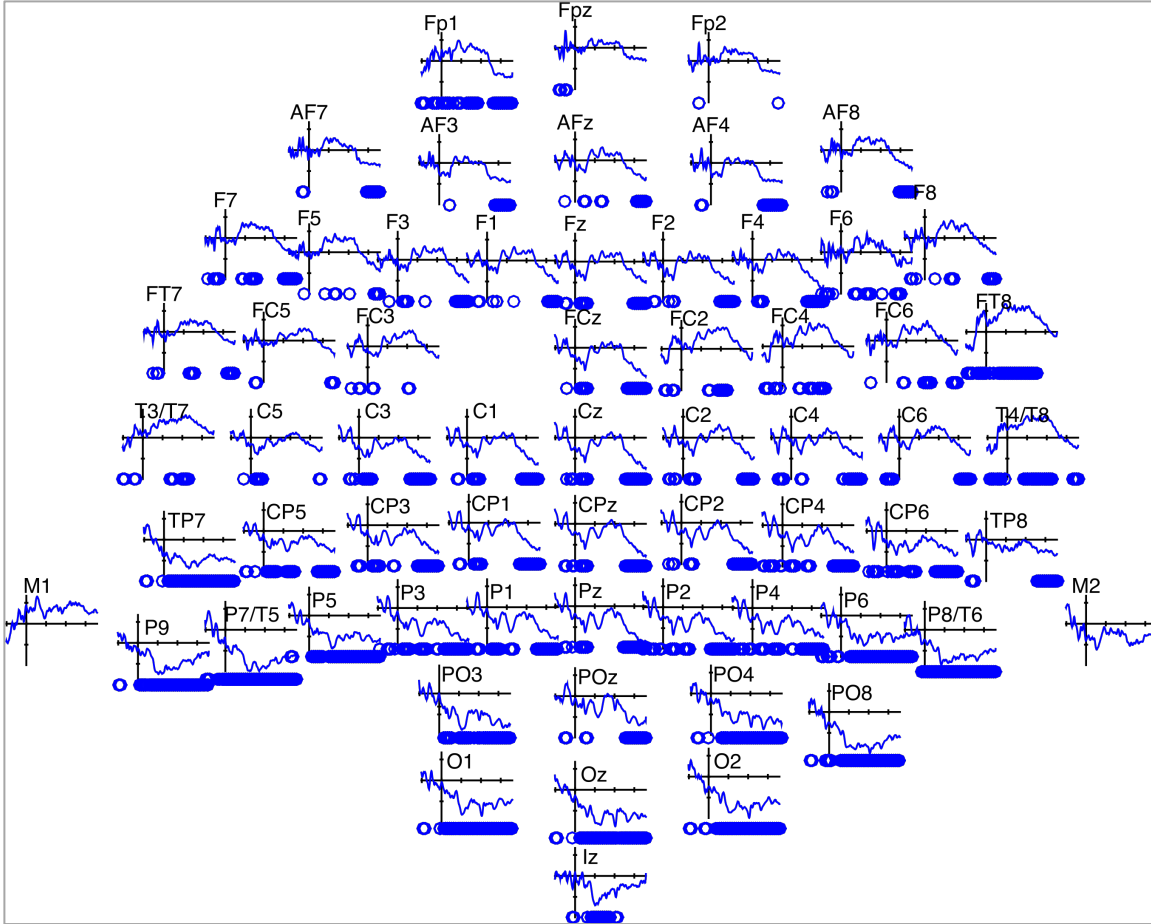 Fp1 Fpz Fp2
AF7 AF3 AFz AF4 AF8
F7 F5 F3 F1 Fz F2 F4 F6 F8
FT7 FC5 FC3 FCz FC2 FC4 FC6 FT8
T3/T7 C5 C3 C1 Cz C2 C4 C6 T4/T8
TP7 CP5 CP3 CP1 CPz CP2 CP4 CP6 TP8
M1 P9 P7/T5 P5 P3 P1 Pz P2 P4 P6 P8/T6 M2
PO3 POz PO4 PO8
O1 Oz O2
Iz